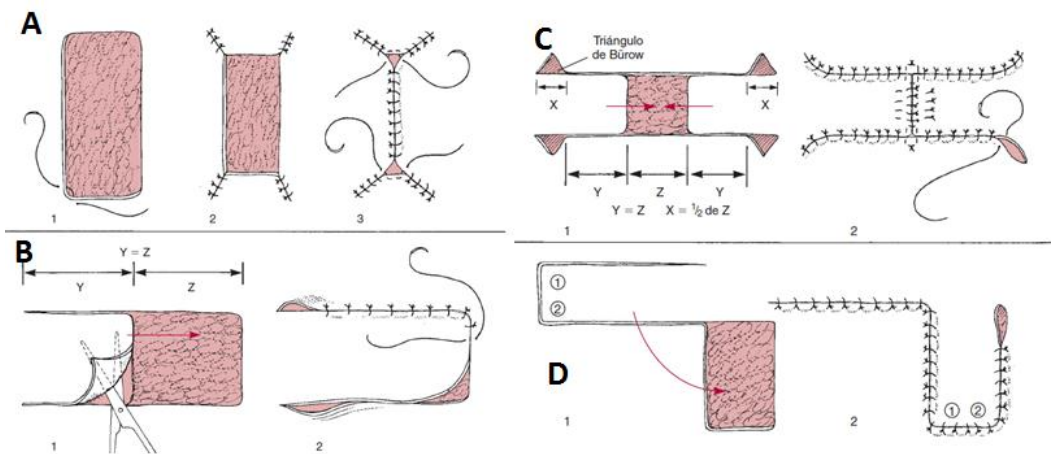 A
1
2
3
B
Y = Z
Y
Z
1
2
C
Triángulo
de Bürow
X
X
Y
Z
Y
Y = Z X = 1/2 de Z
1
2
D
①
②
1
① ②
2